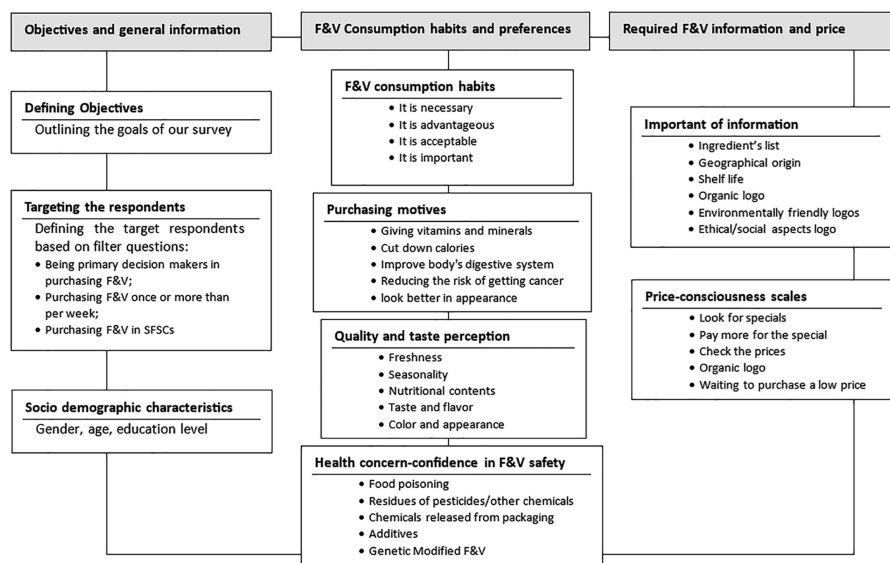 Objectives and general information
Defining Objectives
Outlining the goals of our survey
Targeting the respondents
Defining the target respondents
based on filter questions:
• Being primary decision makers in
purchasing F&V;
• Purchasing F&V once or more than
per week;
• Purchasing F&V in SFSCs
Socio demographic characteristics
Gender, age, education level
F&V Consumption habits and preferences
F&V consumption habits
• It is necessary
• It is advantageous
• It is acceptable
• It is important
Purchasing motives
• Giving vitamins and minerals
• Cut down calories
• Improve body's digestive system
• Reducing the risk of getting cancer
• look better in appearance
Quality and taste perception
• Freshness
• Seasonality
• Nutritional contents
• Taste and flavor
• Color and appearance
Health concern-confidence in F&V safety
• Food poisoning
• Residues of pesticides/other chemicals
• Chemicals released from packaging
• Additives
• Genetic Modified F&V
Required F&V information and price
Important of information
• Ingredient's list
• Geographical origin
• Shelf life
• Organic logo
• Environmentally friendly logos
• Ethical/social aspects logo
Price-consciousness scales
• Look for specials
• Pay more for the special
• Check the prices
• Organic logo
• Waiting to purchase a low price